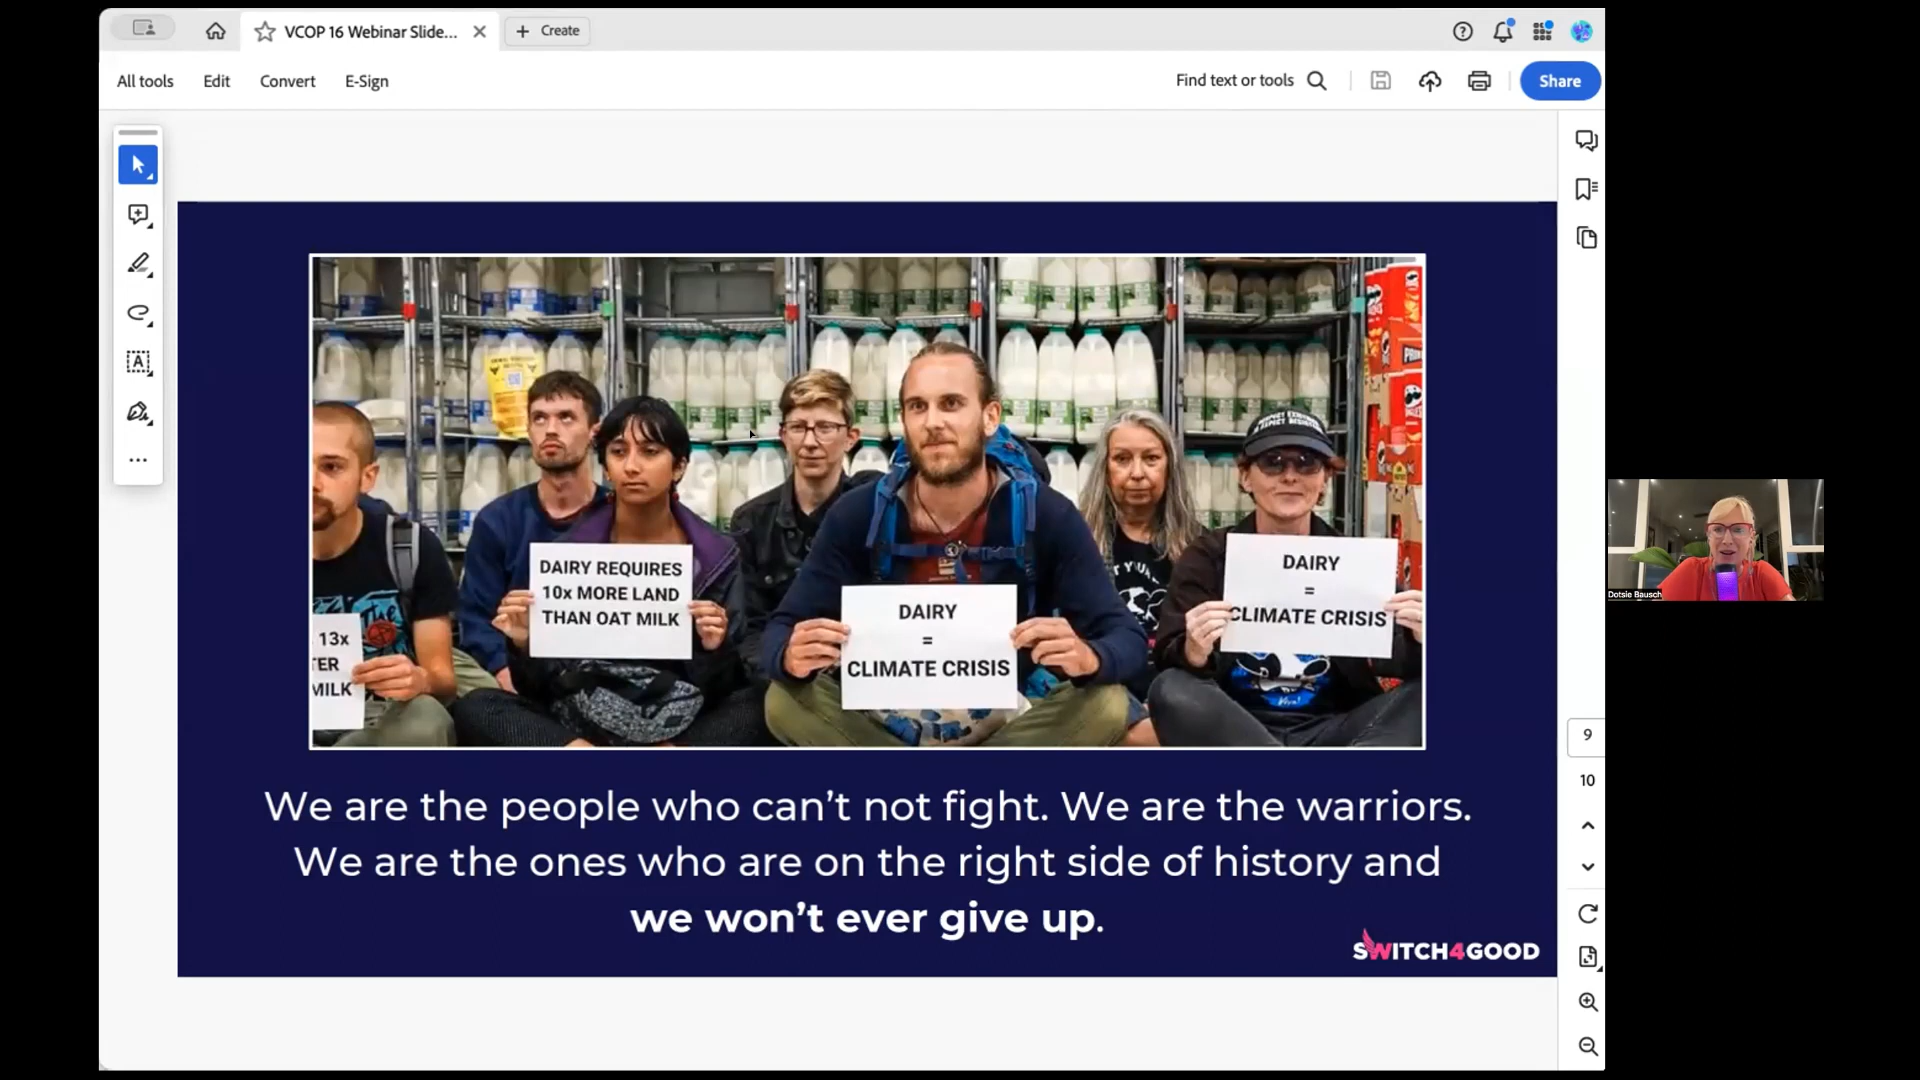 VCOP 16 Webinar Slide...
Create
All tools
Edit
Convert
E-Sign
Find text or tools
Share
13x
TER
MILK
DAIRY REQUIRES
10x MORE LAND
THAN OAT MILK
DAIRY
=
CLIMATE CRISIS
DAIRY
=
CLIMATE CRISIS
We are the people who can't not fight. We are the warriors.
We are the ones who are on the right side of history and
we won't ever give up.
SWITCH4GOOD
9
10
Dotsie Bausch